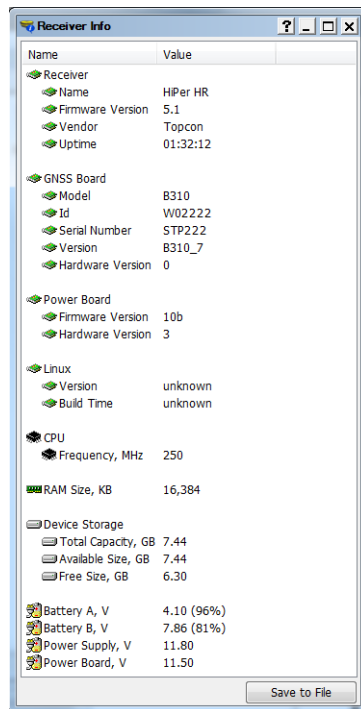 Receiver Info
Name Value
Receiver
Name HiPer HR
Firmware Version 5.1
Vendor Topcon
Uptime 01:32:12
GNSS Board
Model B310
Id W02222
Serial Number STP222
Version B310_7
Hardware Version 0
Power Board
Firmware Version 10b
Hardware Version 3
Linux
Version unknown
Build Time unknown
CPU
Frequency, MHz 250
RAM Size, KB 16,384
Device Storage
Total Capacity, GB 7.44
Available Size, GB 7.44
Free Size, GB 6.30
Battery A, V 4.10 (96%)
Battery B, V 7.86 (81%)
Power Supply, V 11.80
Power Board, V 11.50
Save to File